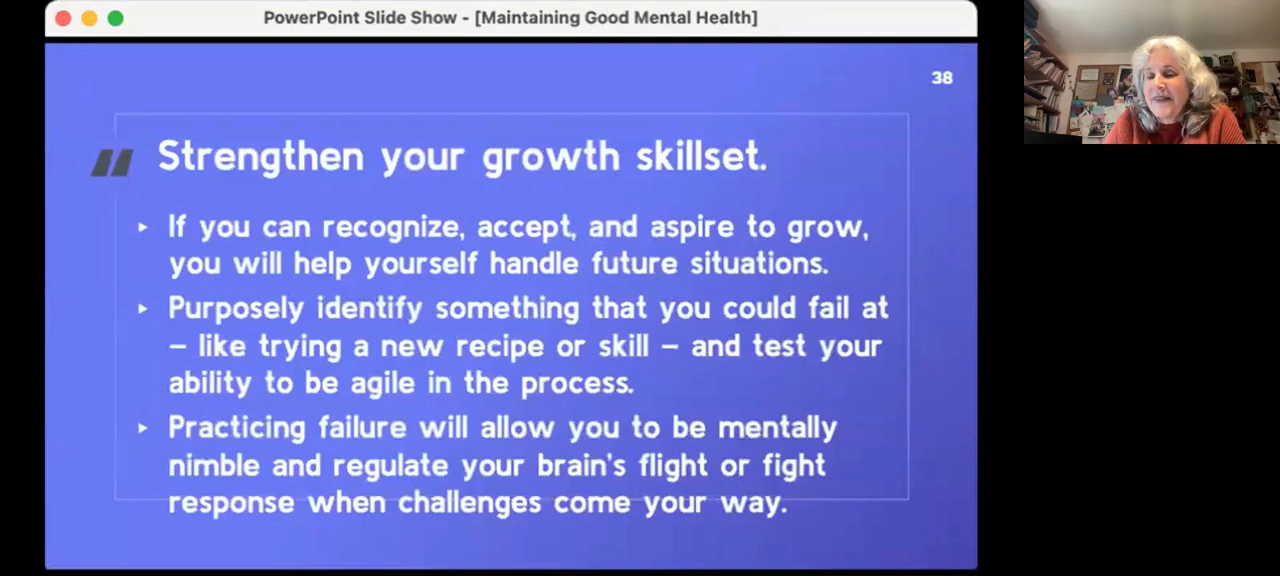 PowerPoint Slide Show - [Maintaining Good Mental Health]
38
Strengthen your growth skillset.
If you can recognize, accept, and aspire to grow,
you will help yourself handle future situations.
Purposely identify something that you could fail at
– like trying a new recipe or skill – and test your
ability to be agile in the process.
Practicing failure will allow you to be mentally
nimble and regulate your brain's flight or fight
response when challenges come your way.